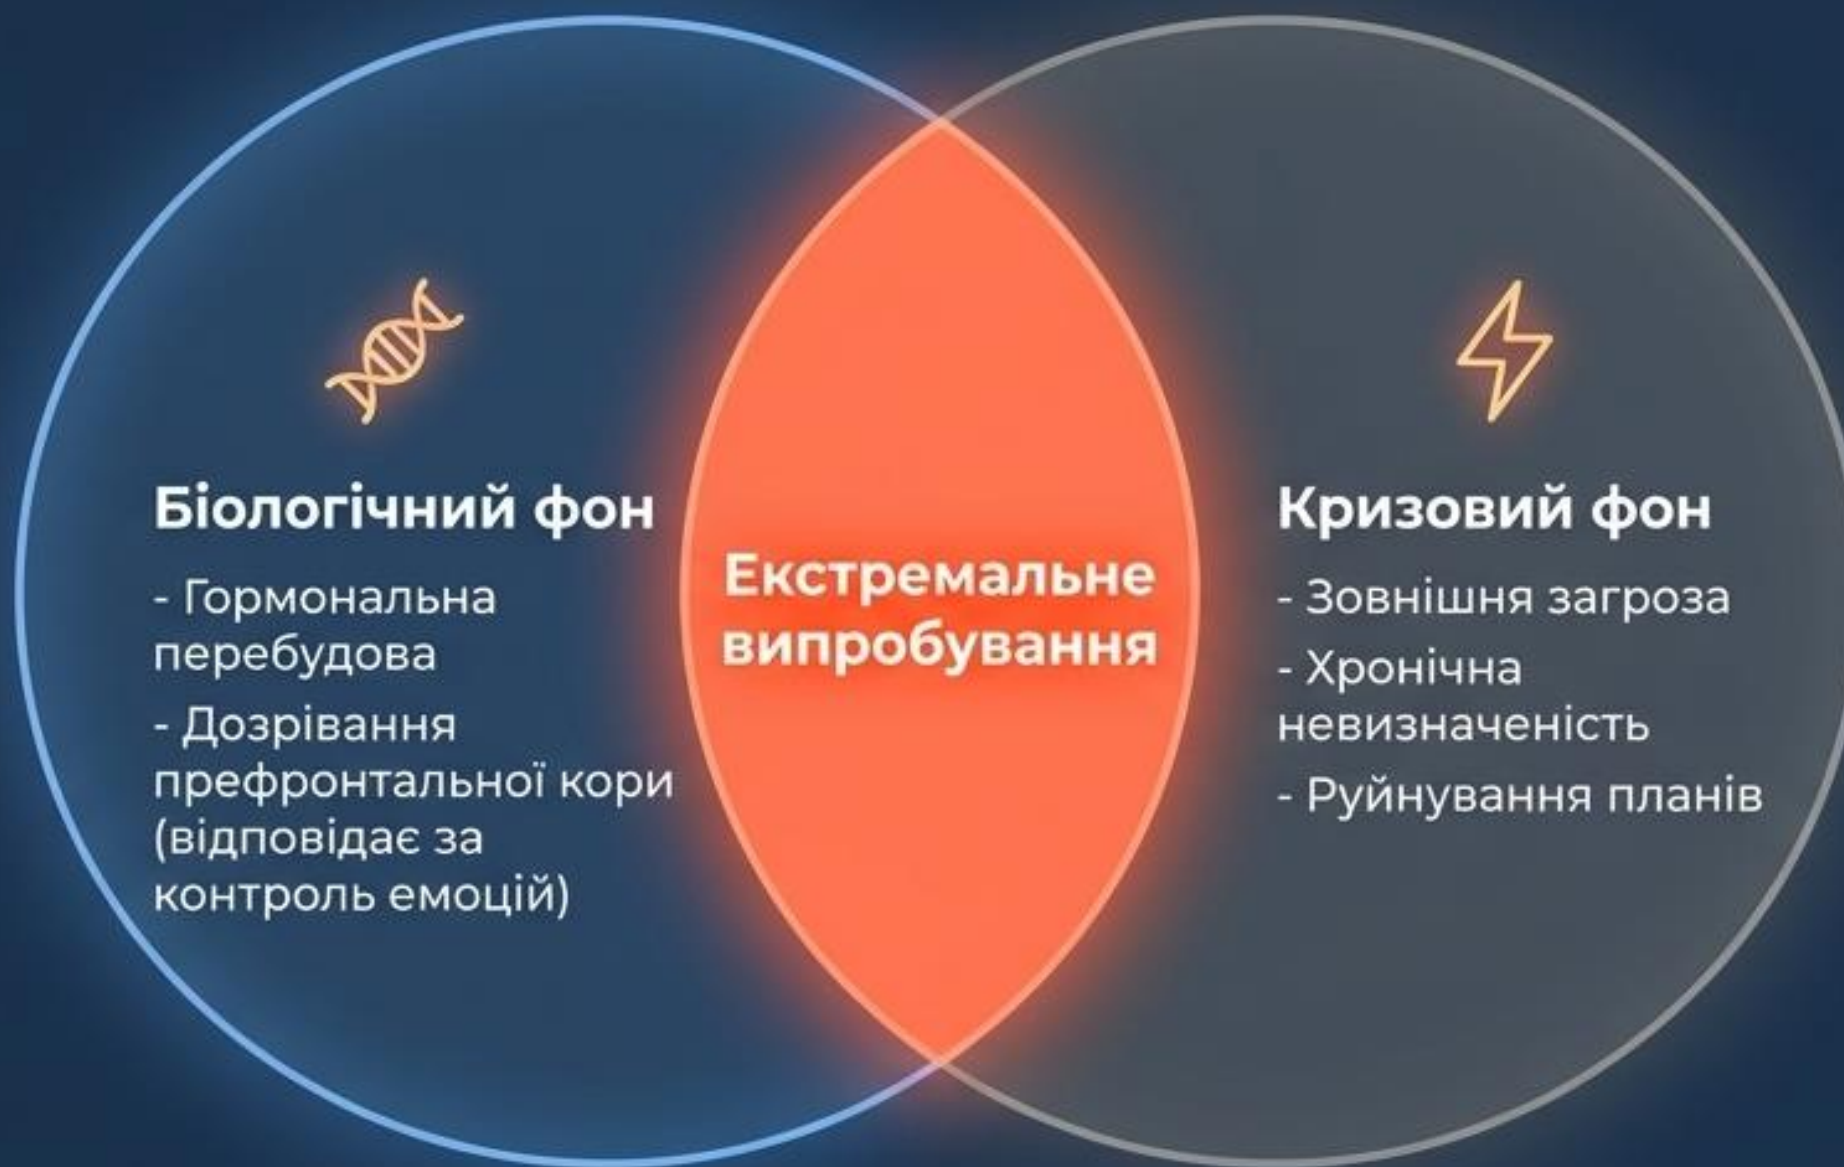 Біологічний фон
- Гормональна
перебудова
- Дозрівання
префронтальної кори
(відповідає за
контроль емоцій)
Екстремальне
випробування
Кризовий фон
- Зовнішня загроза
- Хронічна
невизначеність
- Руйнування планів